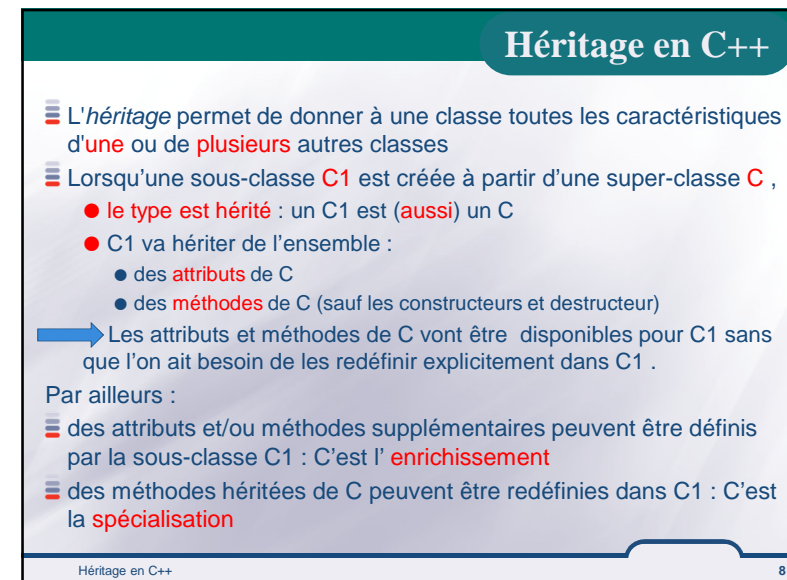 Héritage en C++
L'héritage permet de donner à une classe toutes les caractéristiques
d'une ou de plusieurs autres classes
Lorsqu'une sous-classe C1 est créée à partir d'une super-classe C ,
le type est hérité : un C1 est (aussi) un C
C1 va hériter de l'ensemble :
des attributs de C
des méthodes de C (sauf les constructeurs et destructeur)
Les attributs et méthodes de C vont être disponibles pour C1 sans
que l'on ait besoin de les redéfinir explicitement dans C1 .
Par ailleurs :
des attributs et/ou méthodes supplémentaires peuvent être définis
par la sous-classe C1 : C'est l' enrichissement
des méthodes héritées de C peuvent être redéfinies dans C1 : C'est
la spécialisation
Héritage en C++ 8